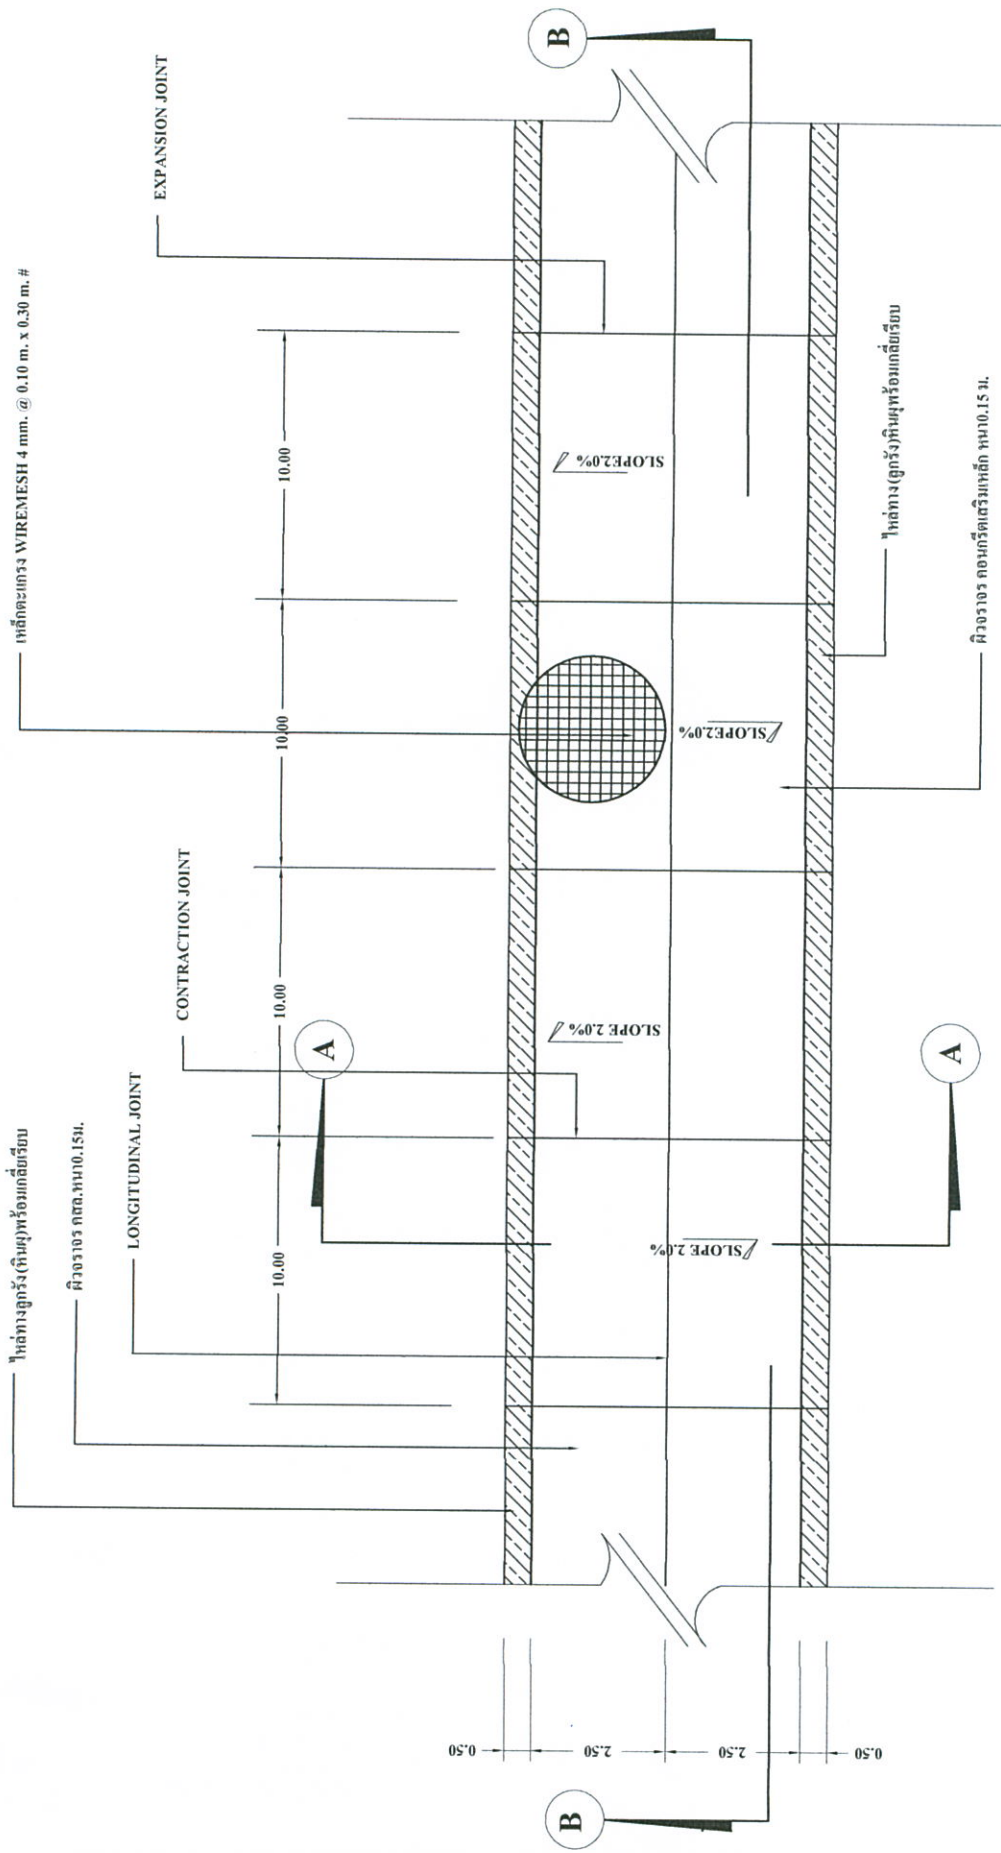 เหล็กตะแกรง WIREMESH 4 mm. @ 0.10 m. x 0.30 m. #
EXPANSION JOINT
B
ไหล่ทางลูกรัง(หินผุ)พร้อมเกลี่ยเรียบ
ผิวจราจร คสล.หนา0.15ม.
LONGITUDINAL JOINT
CONTRACTION JOINT
10.00
10.00
10.00
10.00
A
SLOPE 2.0%
SLOPE 2.0%
SLOPE2.0%
SLOPE2.0%
0.50
2.50
2.50
0.50
B
A
ไหล่ทาง(ลูกรัง)หินผุพร้อมเกลี่ยเรียบ
ผิวจราจร คอนกรีตเสริมเหล็ก หนา0.15 ม.